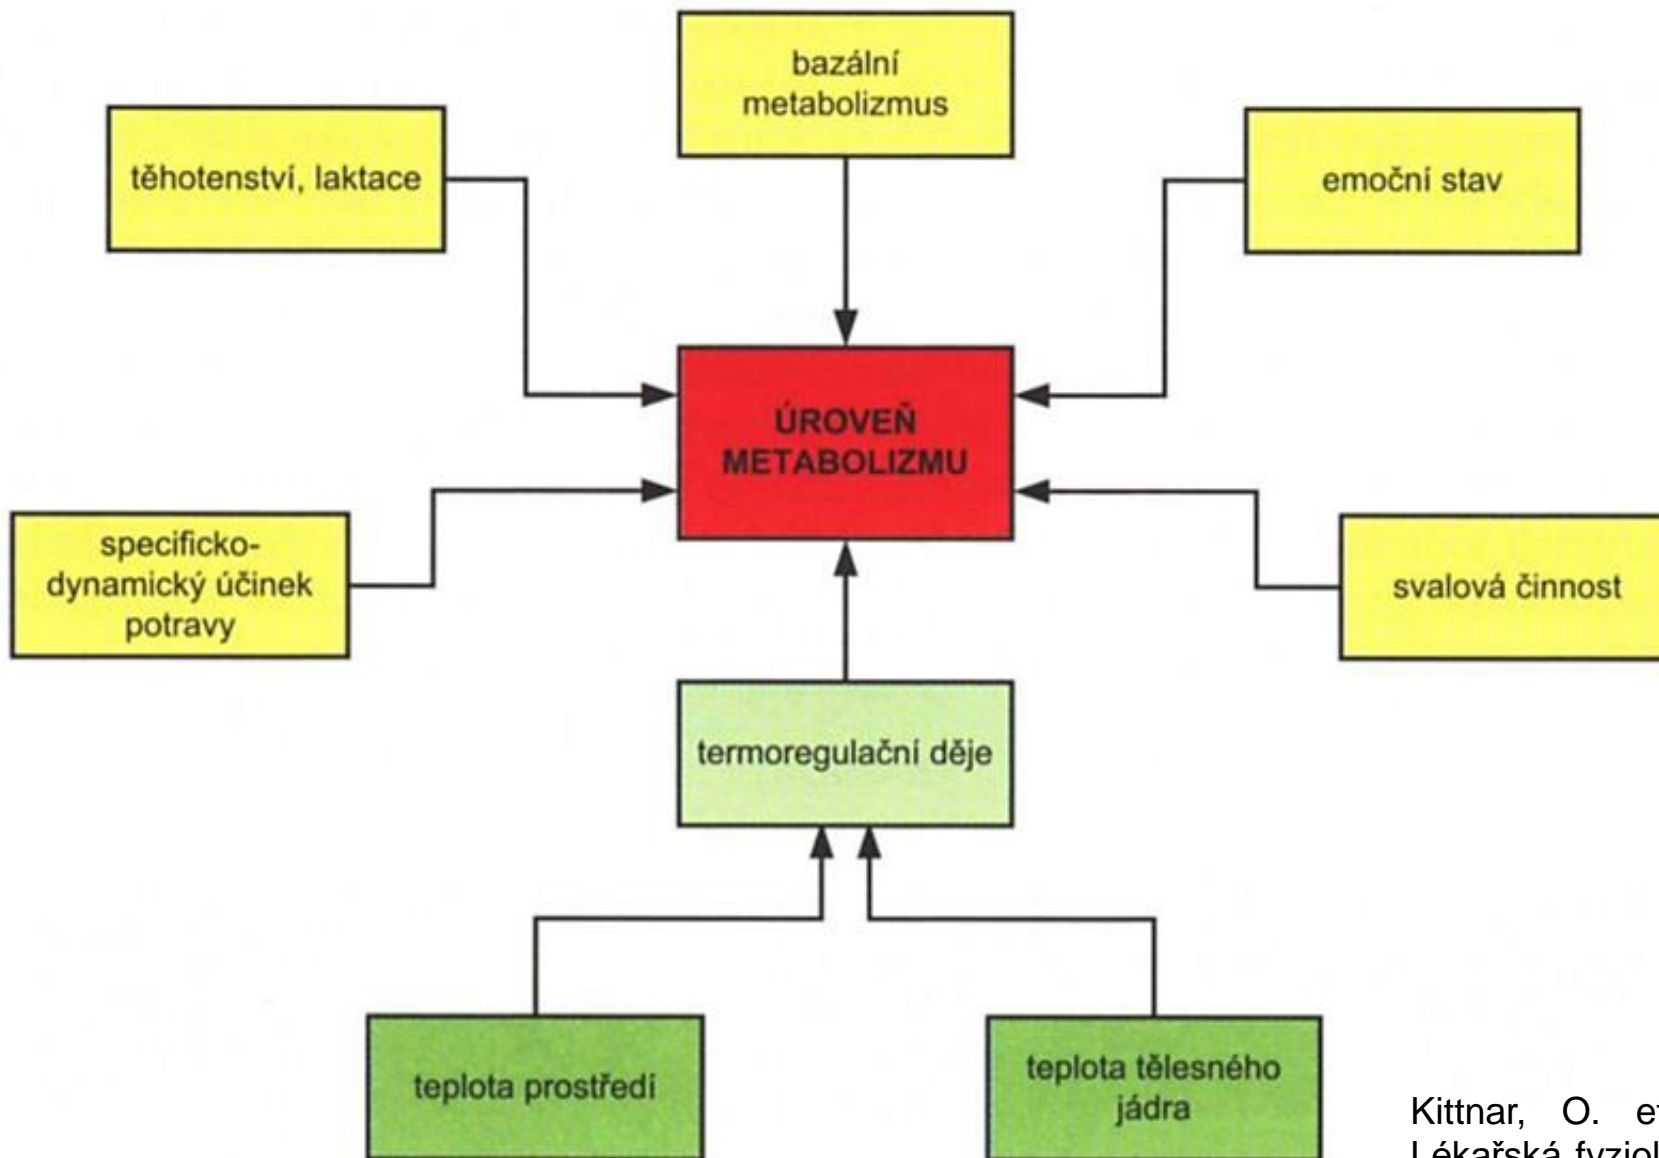 bazální
metabolizmus
těhotenství, laktace
emoční stav
ÚROVEŇ
METABOLIZMU
specificko-
dynamický účinek
potravy
svalová činnost
termoregulační děje
teplota prostředí
teplota tělesného
jádra
Kittnar, O.
Lékařská